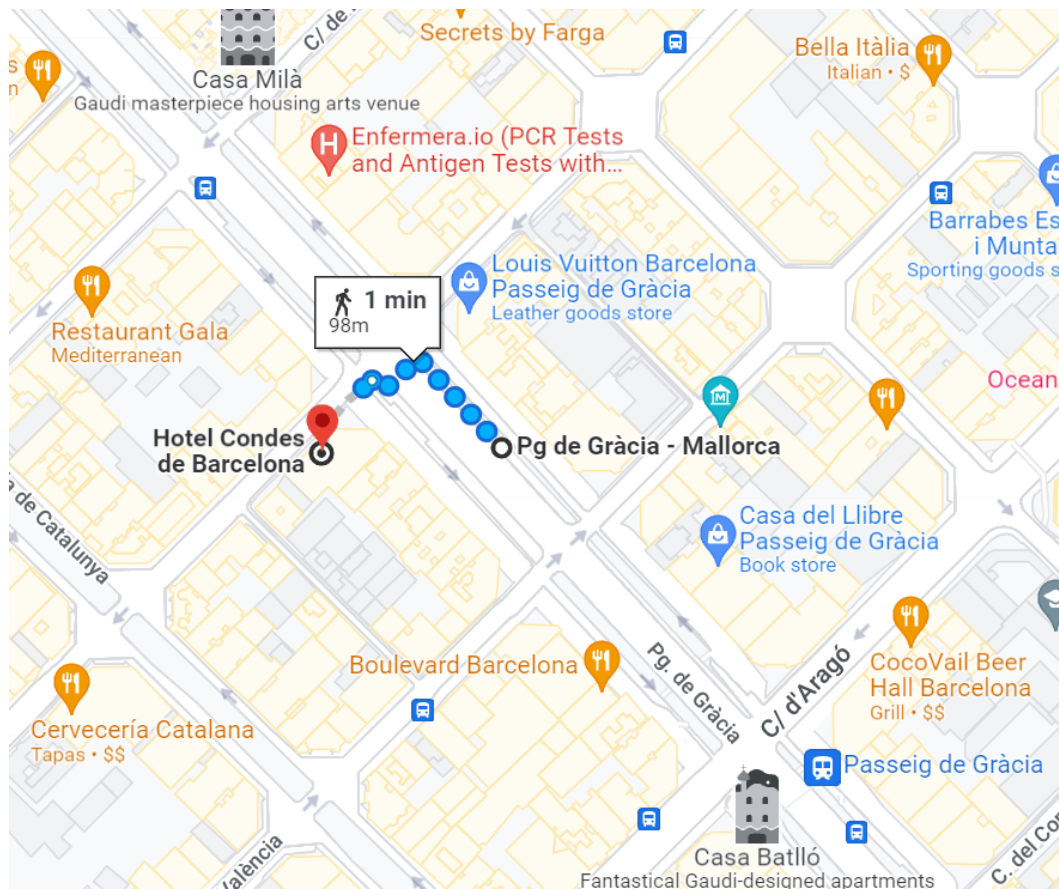 Secrets by Farga
C/ de
Casa Milà
Gaudi masterpiece housing arts venue
Bella Itàlia
Italian • $
H
Enfermera.io (PCR Tests
and Antigen Tests with...
Barrabes Es
i Munta
Sporting goods s
Louis Vuitton Barcelona
Passeig de Gràcia
Leather goods store
1 min
98m
Restaurant Gala
Mediterranean
Ocean
M
Hotel Condes
de Barcelona
Pg de Gràcia - Mallorca
a de Catalunya
Casa del Llibre
Passeig de Gràcia
Book store
Boulevard Barcelona
Pg. de Gràcia
C/ d'Aragó
CocoVail Beer
Hall Barcelona
Grill • $$
Cervecería Catalana
Tapas • $$
Passeig de Gràcia
València
Casa Batlló
Fantastical Gaudi-designed apartments
C. del Con